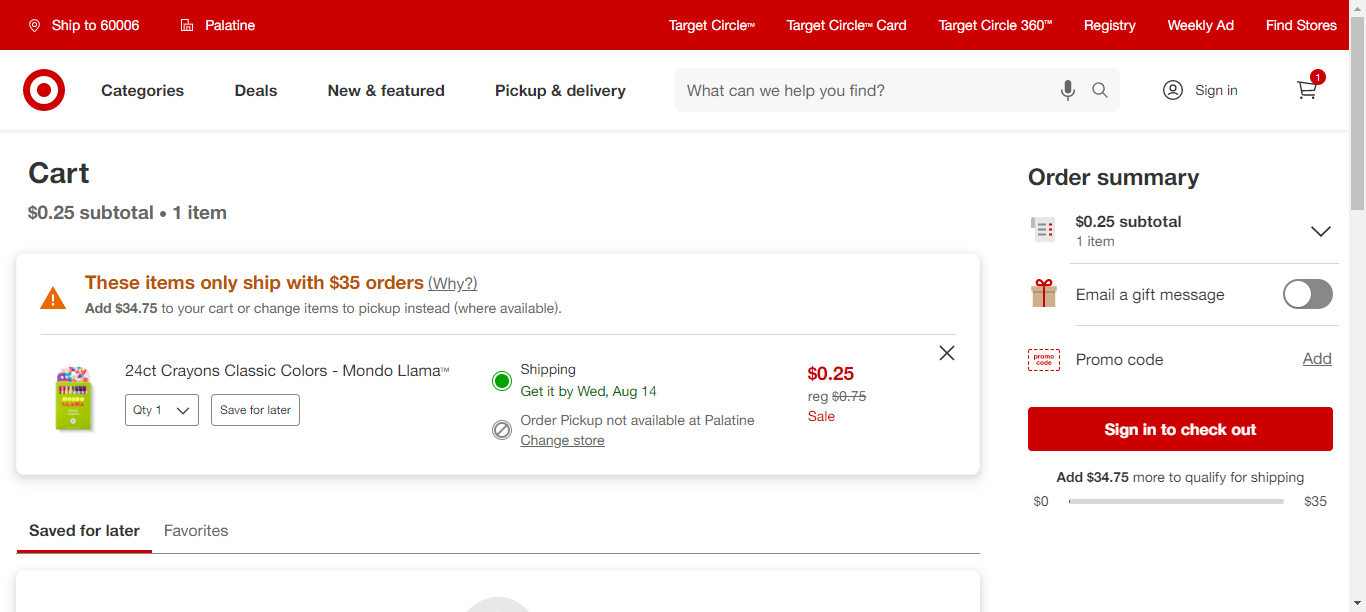 Ship to 60006
Palatine
Target Circle™
Target Circle™ Card
Target Circle 360™
Registry
Weekly Ad
Find Stores
Categories
Deals
New & featured
Pickup & delivery
What can we help you find?
Sign in
1
Cart
$0.25 subtotal • 1 item
These items only ship with $35 orders (Why?)
Add $34.75 to your cart or change items to pickup instead (where available).
24ct Crayons Classic Colors - Mondo Llama™
Qty 1
Save for later
Shipping
Get it by Wed, Aug 14
Order Pickup not available at Palatine
Change store
$0.25
reg $0.75
Sale
Saved for later
Favorites
Order summary
$0.25 subtotal
1 item
Email a gift message
promo
code
Promo code
Add
Sign in to check out
Add $34.75 more to qualify for shipping
$0
$35